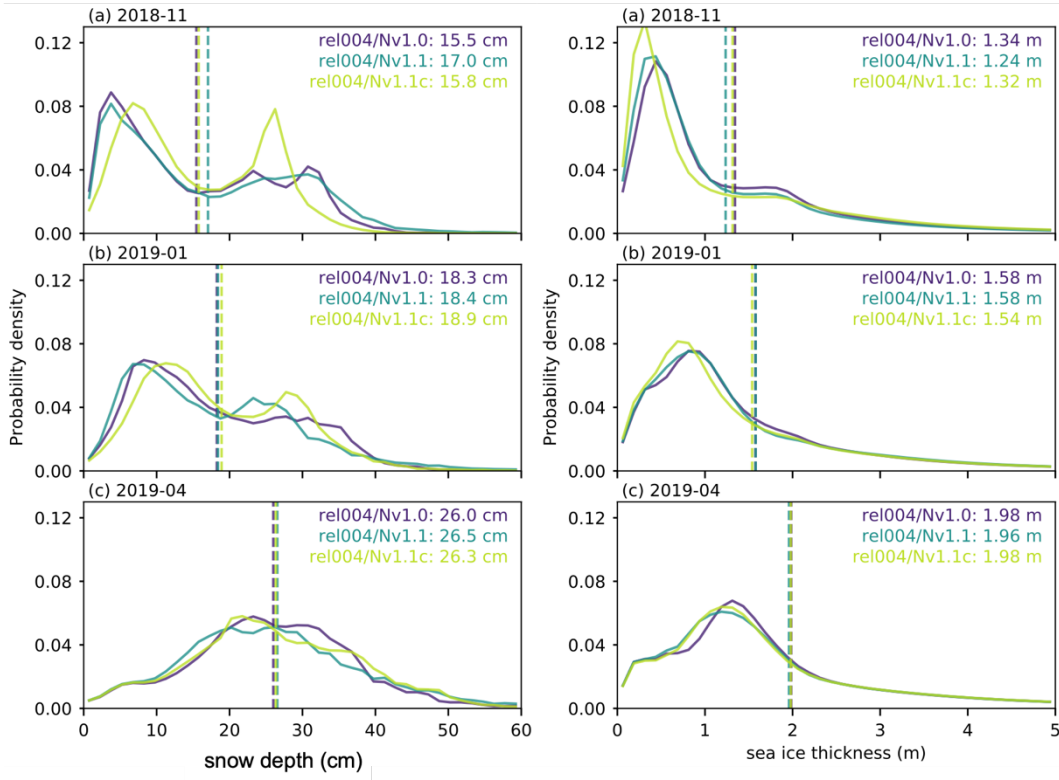 (a) 2018-11
rel004/Nv1.0: 15.5 cm
rel004/Nv1.1: 17.0 cm
rel004/Nv1.1c: 15.8 cm
0.12
0.08
0.04
0.00
(b) 2019-01
rel004/Nv1.0: 18.3 cm
rel004/Nv1.1: 18.4 cm
rel004/Nv1.1c: 18.9 cm
0.12
0.08
0.04
0.00
Probability density
(c) 2019-04
rel004/Nv1.0: 26.0 cm
rel004/Nv1.1: 26.5 cm
rel004/Nv1.1c: 26.3 cm
0.12
0.08
0.04
0.00
0 10 20 30 40 50 60
snow depth (cm)
(a) 2018-11
rel004/Nv1.0: 1.34 m
rel004/Nv1.1: 1.24 m
rel004/Nv1.1c: 1.32 m
0.12
0.08
0.04
0.00
(b) 2019-01
rel004/Nv1.0: 1.58 m
rel004/Nv1.1: 1.58 m
rel004/Nv1.1c: 1.54 m
0.12
0.08
0.04
0.00
Probability density
(c) 2019-04
rel004/Nv1.0: 1.98 m
rel004/Nv1.1: 1.96 m
rel004/Nv1.1c: 1.98 m
0.12
0.08
0.04
0.00
0 1 2 3 4 5
sea ice thickness (m)